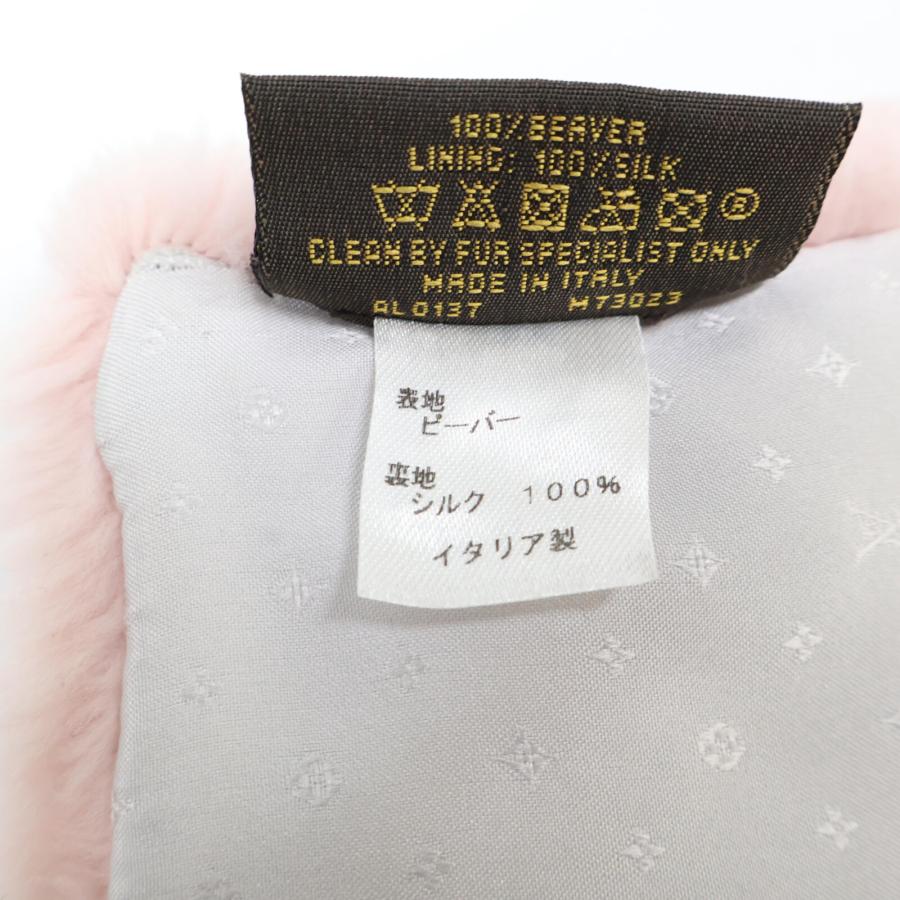 100% BEAVER
LINING: 100% SILK
CLEAN BY FUR SPECIALIST ONLY
MADE IN ITALY
AL0137 M73023
表地
ビーバー
裏地
シルク 100%
イタリア製